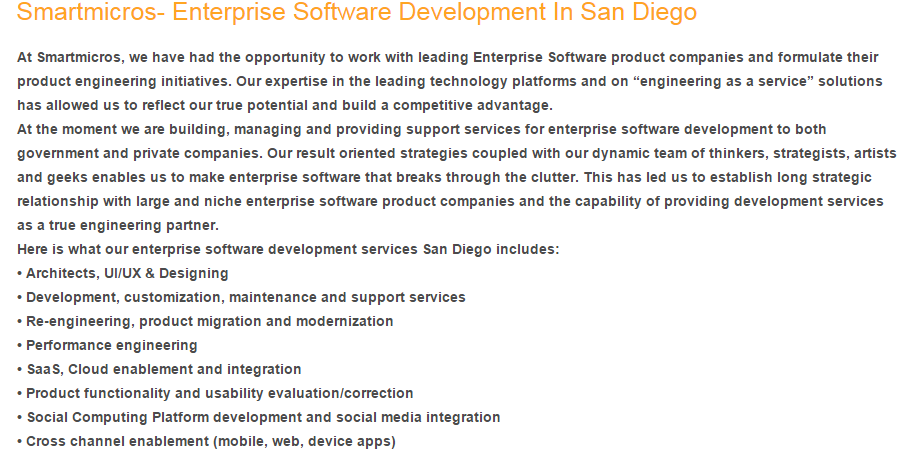 Smartmicros- Enterprise Software Development In San Diego
At Smartmicros, we have had the opportunity to work with leading Enterprise Software product companies and formulate their
product engineering initiatives. Our expertise in the leading technology platforms and on “engineering as a service” solutions
has allowed us to reflect our true potential and build a competitive advantage.
At the moment we are building, managing and providing support services for enterprise software development to both
government and private companies. Our result oriented strategies coupled with our dynamic team of thinkers, strategists, artists
and geeks enables us to make enterprise software that breaks through the clutter. This has led us to establish long strategic
relationship with large and niche enterprise software product companies and the capability of providing development services
as a true engineering partner.
Here is what our enterprise software development services San Diego includes:
• Architects, UI/UX & Designing
• Development, customization, maintenance and support services
• Re-engineering, product migration and modernization
• Performance engineering
• SaaS, Cloud enablement and integration
• Product functionality and usability evaluation/correction
• Social Computing Platform development and social media integration
• Cross channel enablement (mobile, web, device apps)